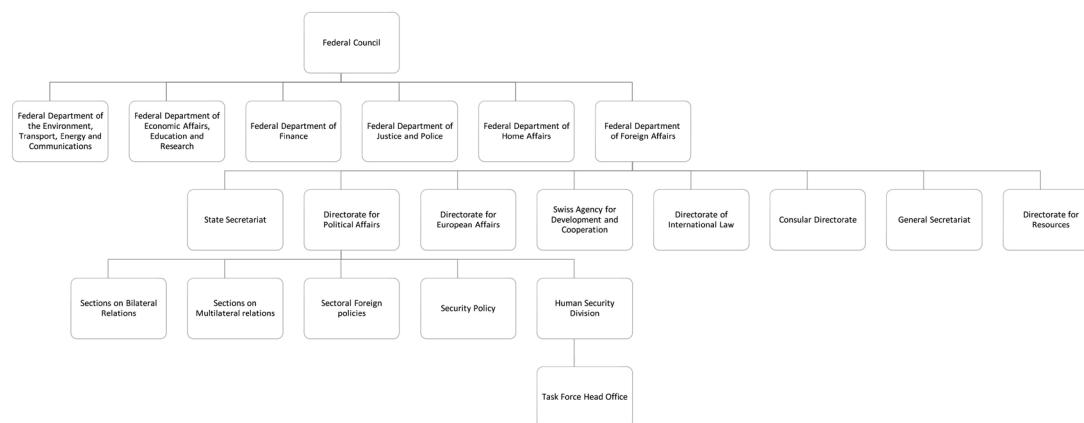 Federal Council
Federal Department of
the Environment,
Transport, Energy and
Communications
Federal Department of
Economic Affairs,
Education and
Research
Federal Department of
Finance
Federal Department of
Justice and Police
Federal Department of
Home Affairs
Federal Department
of Foreign Affairs
State Secretariat
Directorate for
Political Affairs
Directorate for
European Affairs
Swiss Agency for
Development and
Cooperation
Directorate of
International Law
Consular Directorate
General Secretariat
Directorate for
Resources
Sections on Bilateral
Relations
Sections on
Multilateral relations
Sectoral Foreign
policies
Security Policy
Human Security
Division
Task Force Head Office